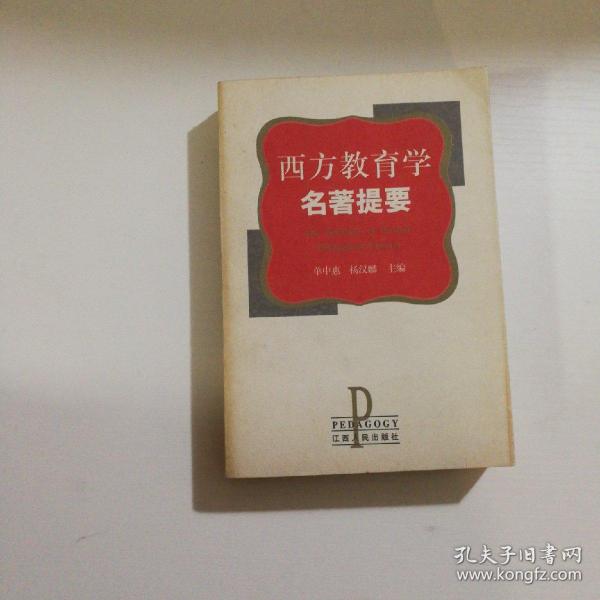 西方教育学
名著提要
单中惠 杨汉麟 主编
P
PEDAGOGY
江西人民出版社
孔夫子旧书网
www.kongfz.com